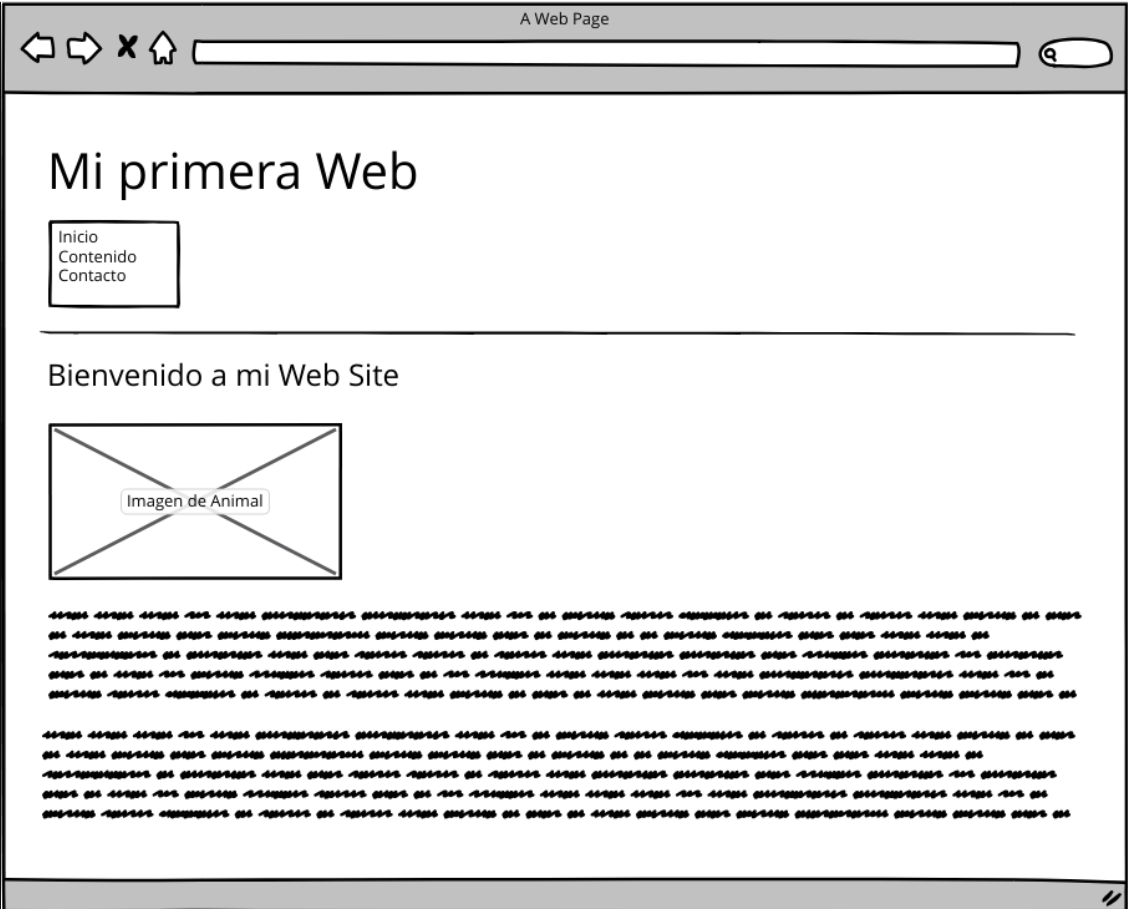 A Web Page
Mi primera Web
Inicio
Contenido
Contacto
Bienvenido a mi Web Site
Imagen de Animal